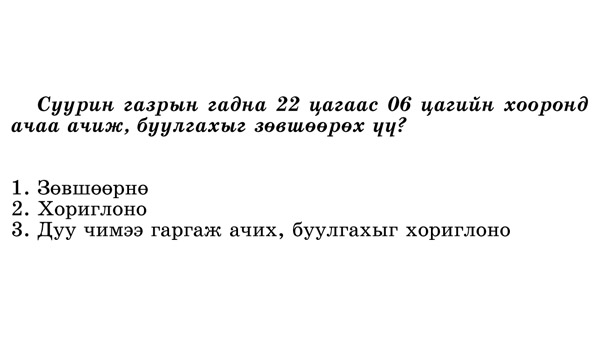 Суурин газрын гадна 22 цагаас 06 цагийн хооронд
ачаа ачиж, буулгахыг зөвшөөрөх үү?
1. Зөвшөөрнө
2. Хориглоно
3. Дуу чимээ гаргаж ачих, буулгахыг хориглоно